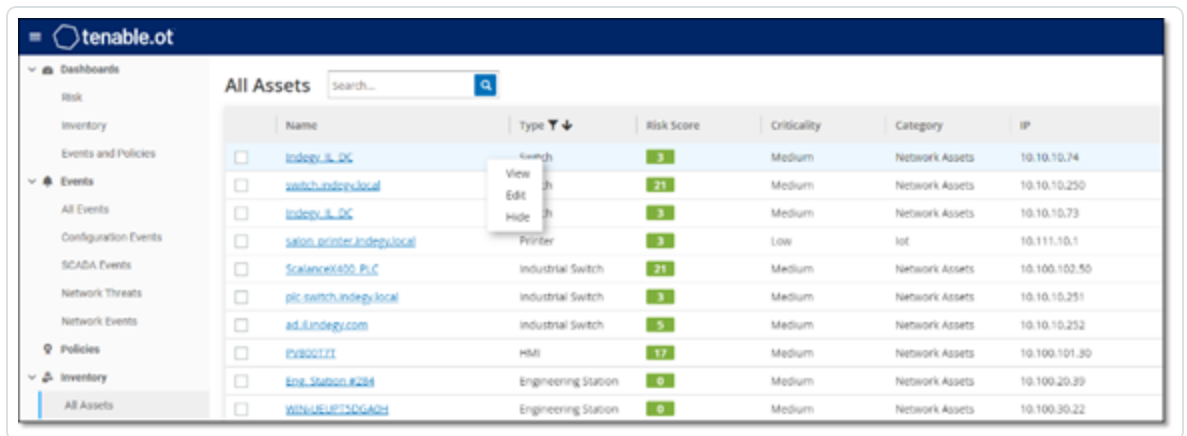 tenable.ot
Dashboards
Risk
Inventory
Events and Policies
Events
All Events
Configuration Events
SCADA Events
Network Threats
Network Events
Policies
Inventory
All Assets
All Assets Search...
Name Type Risk Score Criticality Category IP
Indegy_IL_DC Switch 3 Medium Network Assets 10.10.10.74
switch.indegy.local 21 Medium Network Assets 10.10.10.250
Indegy_IL_DC 3 Medium Network Assets 10.10.10.73
salon_printer.indegy.local Printer 3 Low Iot 10.111.10.1
ScalanceX400_PLC Industrial Switch 21 Medium Network Assets 10.100.102.50
plc.switch.indegy.local Industrial Switch 3 Medium Network Assets 10.10.10.251
ad.il.indegy.com Industrial Switch 5 Medium Network Assets 10.10.10.252
HMI 17 Medium Network Assets 10.100.101.30
Eng. Station #284 Engineering Station 0 Medium Network Assets 10.100.20.39
Engineering Station 0 Medium Network Assets 10.100.30.22
View
Edit
Hide